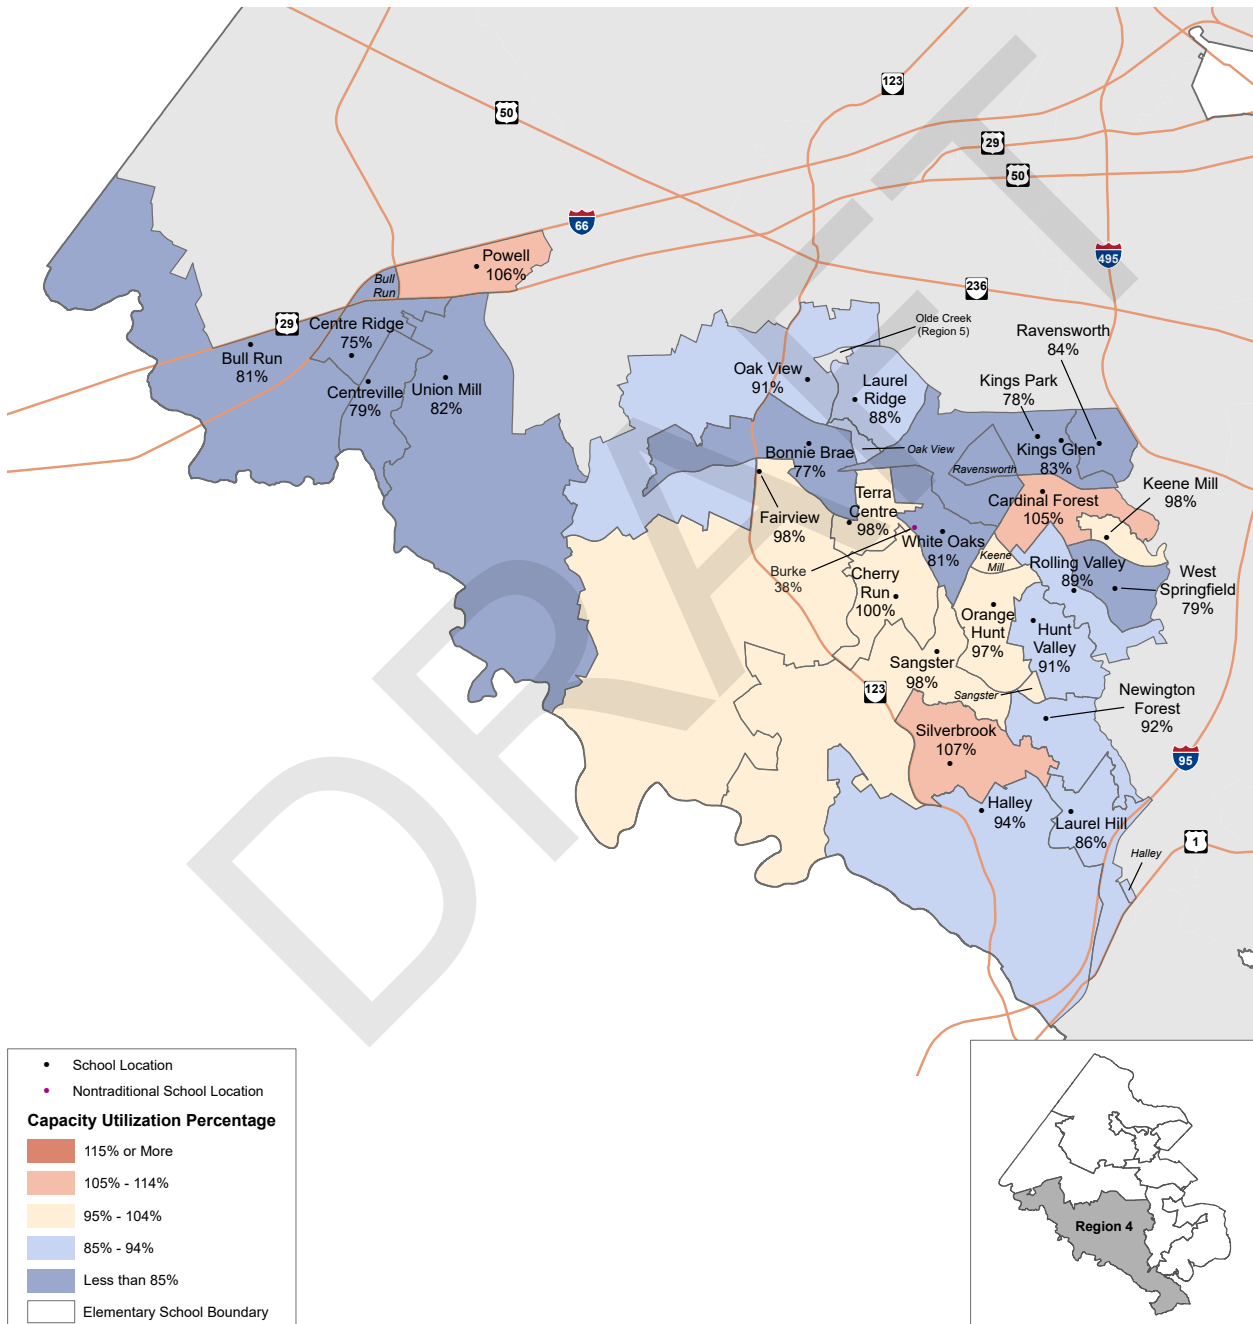 123
50
29
50
66
495
Powell
106%
Bull
Run
236
Olde Creek
(Region 5)
Ravensworth
84%
29
Centre Ridge
75%
Bull Run
81%
Centreville
79%
Union Mill
82%
Oak View
91%
Laurel
Ridge
88%
Kings Park
78%
Bonnie Brae
77%
Oak View
Ravensworth
Kings Glen
83%
Keene Mill
98%
Cardinal Forest
105%
Terra
Centre
98%
Fairview
98%
White Oaks
81%
Keene
Mill
Rolling Valley
89%
West
Springfield
79%
Burke
38%
Cherry
Run
100%
Orange
Hunt
97%
Hunt
Valley
91%
Sangster
98%
Sangster
123
Newington
Forest
92%
Silverbrook
107%
95
Halley
94%
Laurel Hill
86%
1
Halley
DRAFT
School Location
Nontraditional School Location
Capacity Utilization Percentage
115% or More
105% - 114%
95% - 104%
85% - 94%
Less than 85%
Elementary School Boundary
Region 4